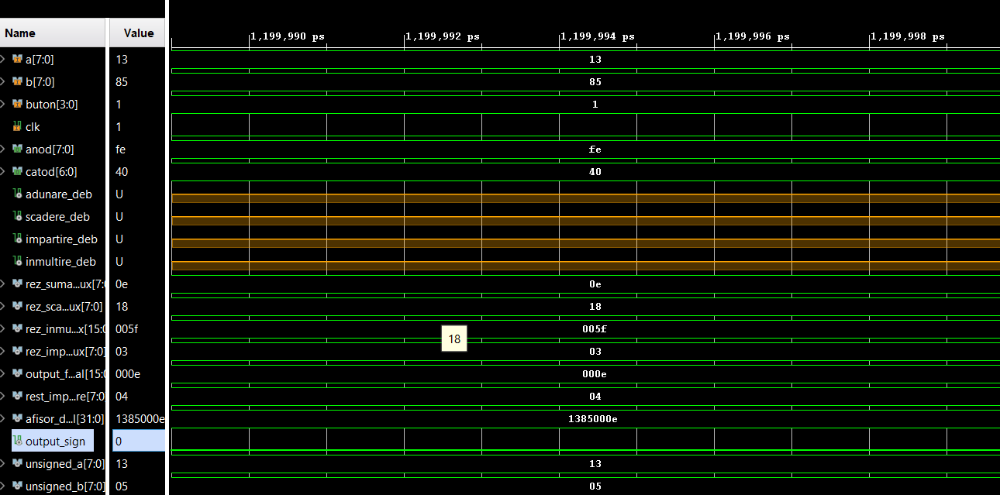 Name Value
1,199,990 ps 1,199,992 ps 1,199,994 ps 1,199,996 ps 1,199,998 ps
a[7:0] 13 13
b[7:0] 85 85
buton[3:0] 1 1
clk 1
anod[7:0] fe fe
catod[6:0] 40 40
adunare_deb U
scadere_deb U
impartire_deb U
inmultire_deb U
rez_suma...ux[7: 0e 0e
rez_sca...ux[7:0] 18 18
rez_inmu...x[15: 005f 005f
18
rez_imp...ux[7:0] 03 03
output_f...al[15: 000e 000e
rest_imp...re[7:0 04 04
afisor_d...l[31:0] 1385000e 1385000e
output_sign 0
unsigned_a[7:0] 13 13
unsigned_b[7:0] 05 05